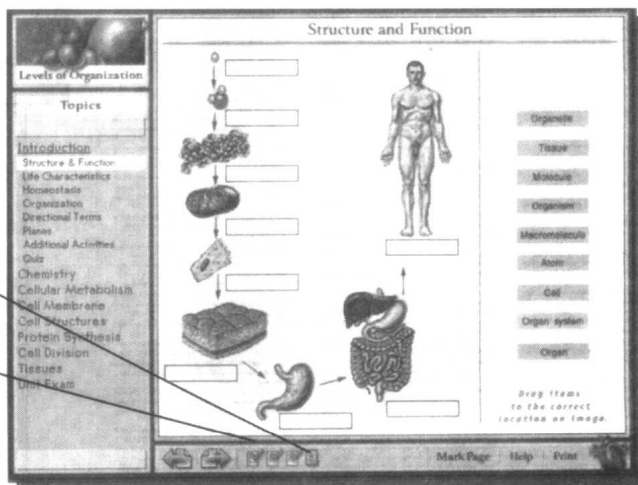 Structure and Function
Levels of Organization
Topics
Introduction
Structure & Function
Life Characteristics
Homeostasis
Organization
Directional Terms
Planes
Additional Activities
Quiz
Chemistry
Cellular Metabolism
Cell Membrane
Cell Structures
Protein Synthesis
Cell Division
Tissues
Unit Exam
Organelle
Tissue
Molecule
Organism
Macromolecule
Atom
Cell
Organ system
Organ
Drag items
to the correct
location on image.
Mark Page
Help
Print